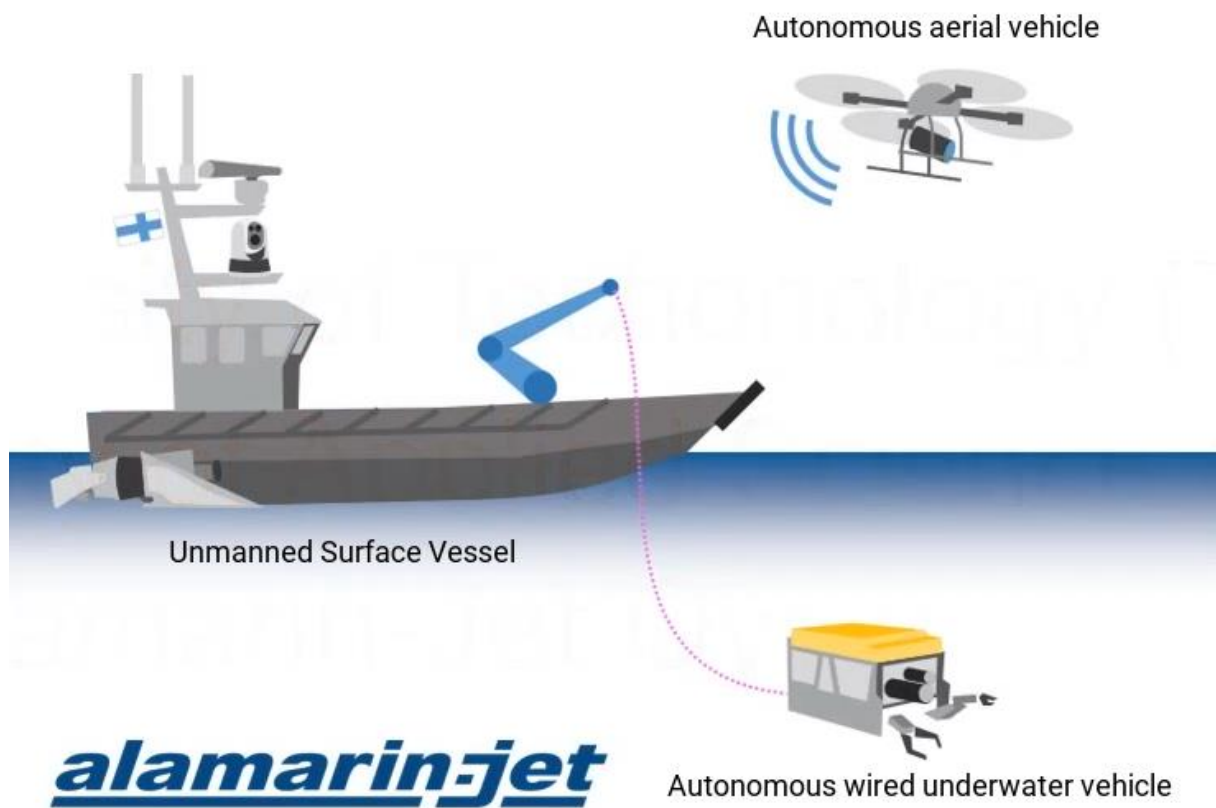 Autonomous aerial vehicle
Unmanned Surface Vessel
alamarin-jet
Autonomous wired underwater vehicle